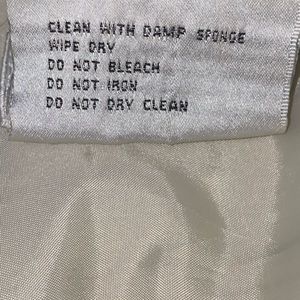 CLEAN WITH DAMP SPONGE
WIPE DRY
DO NOT BLEACH
DO NOT IRON
DO NOT DRY CLEAN